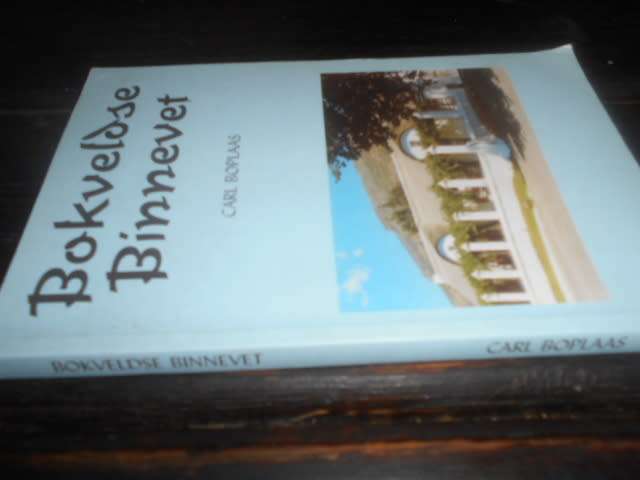 Bokveldse
Binnevet
CARL BOPLAAS
BOKVELDSE BINNEVET
CARL BOPLAAS